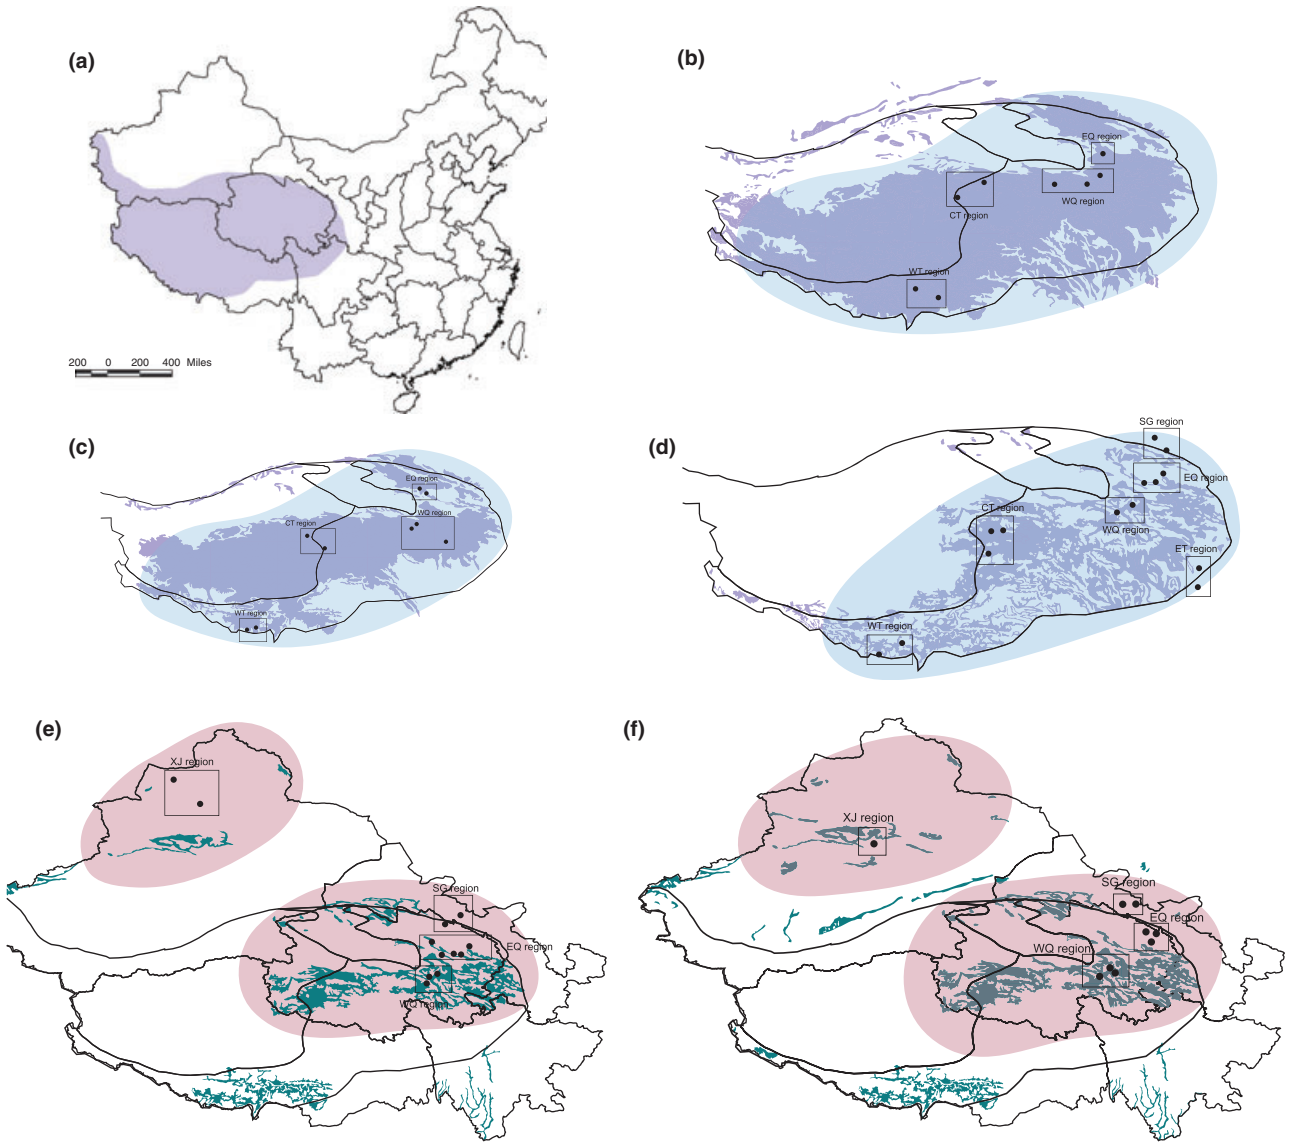 (a)
200 0 200 400 Miles
(b)
EQ region
WQ region
CT region
WT region
(c)
EQ region
CT region
WQ region
WT region
(d)
SG region
EQ region
CT region
WQ region
ET region
WT region
(e)
XJ region
SG region
EQ region
WQ region
(f)
XJ region
SG region
EQ region
WQ region